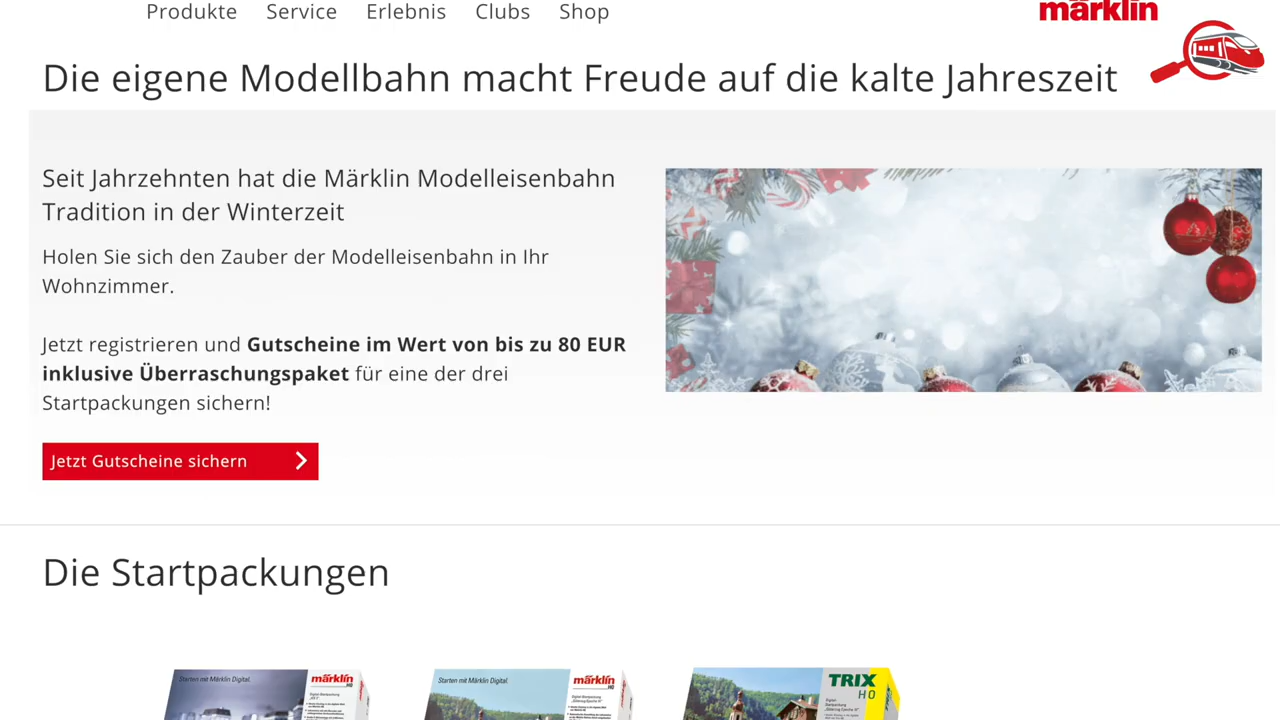 Produkte Service Erlebnis Clubs Shop
märklin
Die eigene Modellbahn macht Freude auf die kalte Jahreszeit
Seit Jahrzehnten hat die Märklin Modelleisenbahn
Tradition in der Winterzeit
Holen Sie sich den Zauber der Modelleisenbahn in Ihr
Wohnzimmer.
Jetzt registrieren und Gutscheine im Wert von bis zu 80 EUR
inklusive Überraschungspaket für eine der drei
Startpackungen sichern!
Jetzt Gutscheine sichern
Die Startpackungen
Starten mit Märklin Digital.
märklin
H0
Starten mit Märklin Digital.
märklin
H0
TRIX
H0